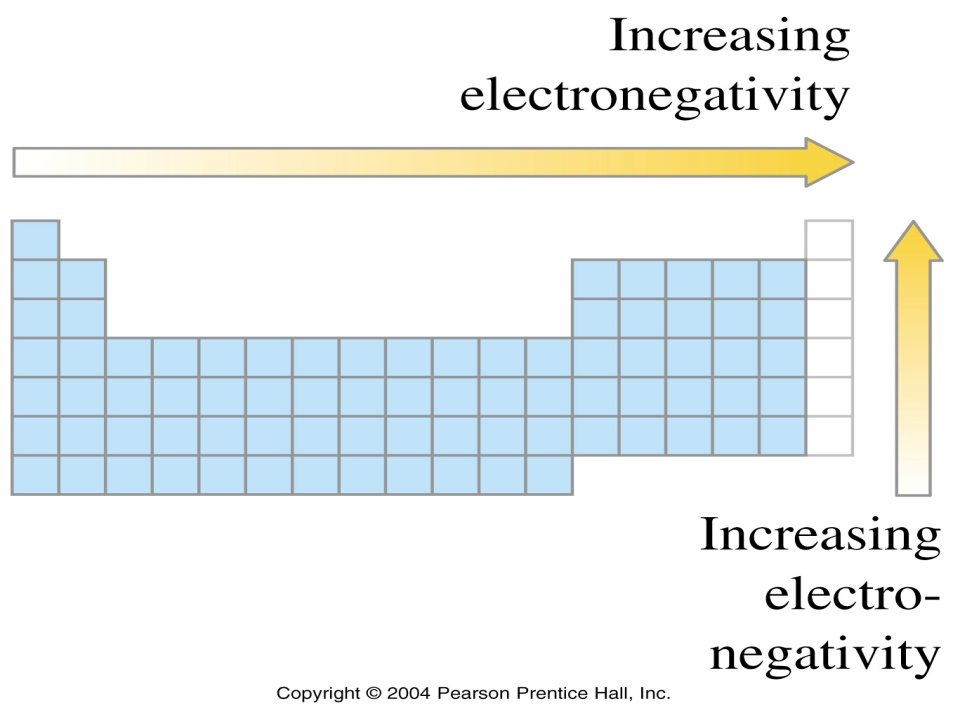 Increasing
electronegativity
Increasing
electro-
negativity
Copyright © 2004 Pearson Prentice Hall, Inc.